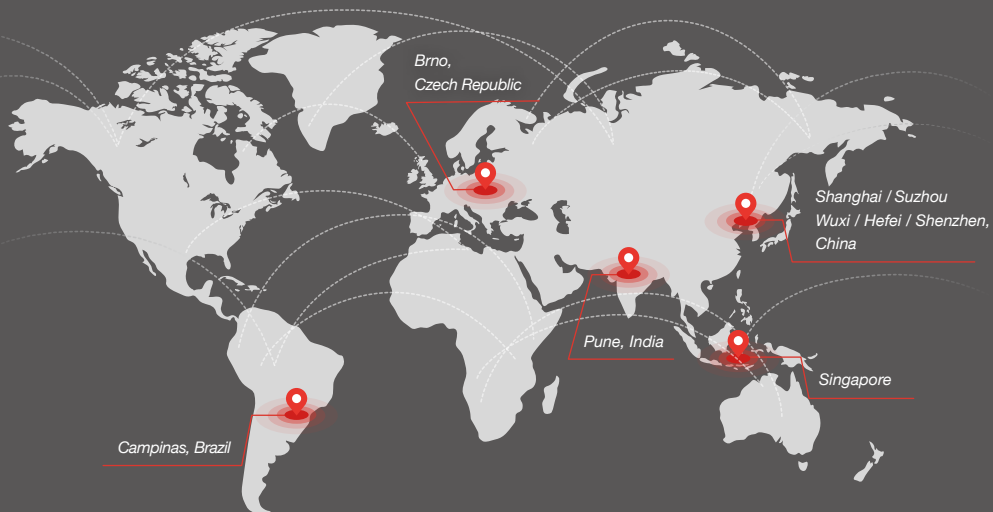 Brno,
Czech Republic
Shanghai / Suzhou
Wuxi / Hefei / Shenzhen,
China
Pune, India
Singapore
Campinas, Brazil